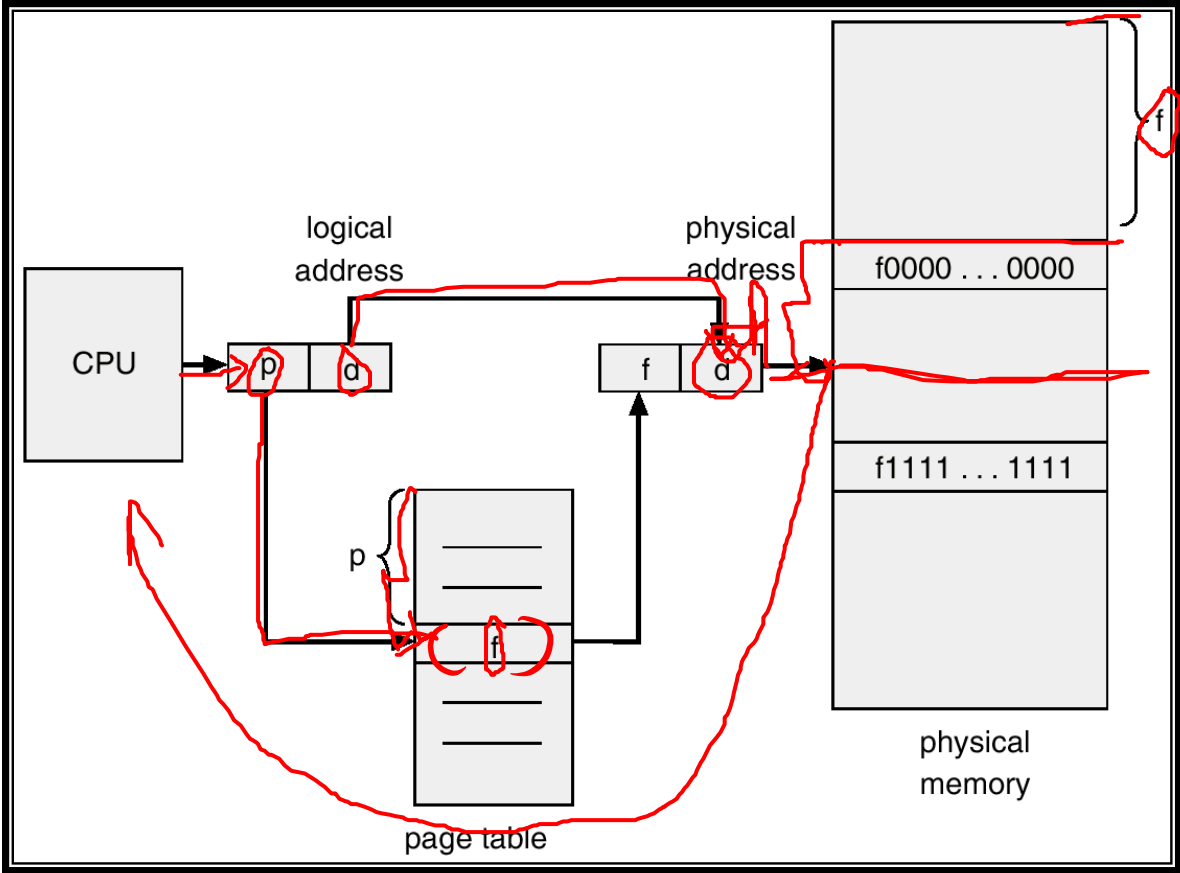 f
logical
address
physical
address
f0000 . . . 0000
CPU
p d
f d
f1111 . . . 1111
p
f
physical
memory
page table